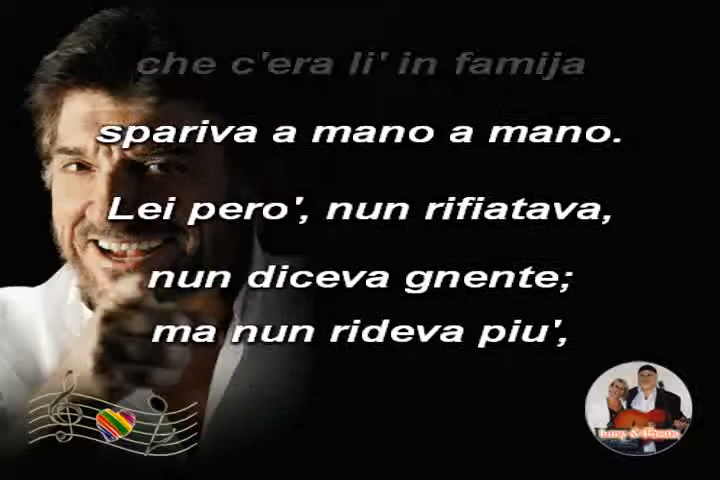 che c'era li' in famija
spariva a mano a mano.
Lei pero', nun rifiatava,
nun diceva gnente;
ma nun rideva piu',